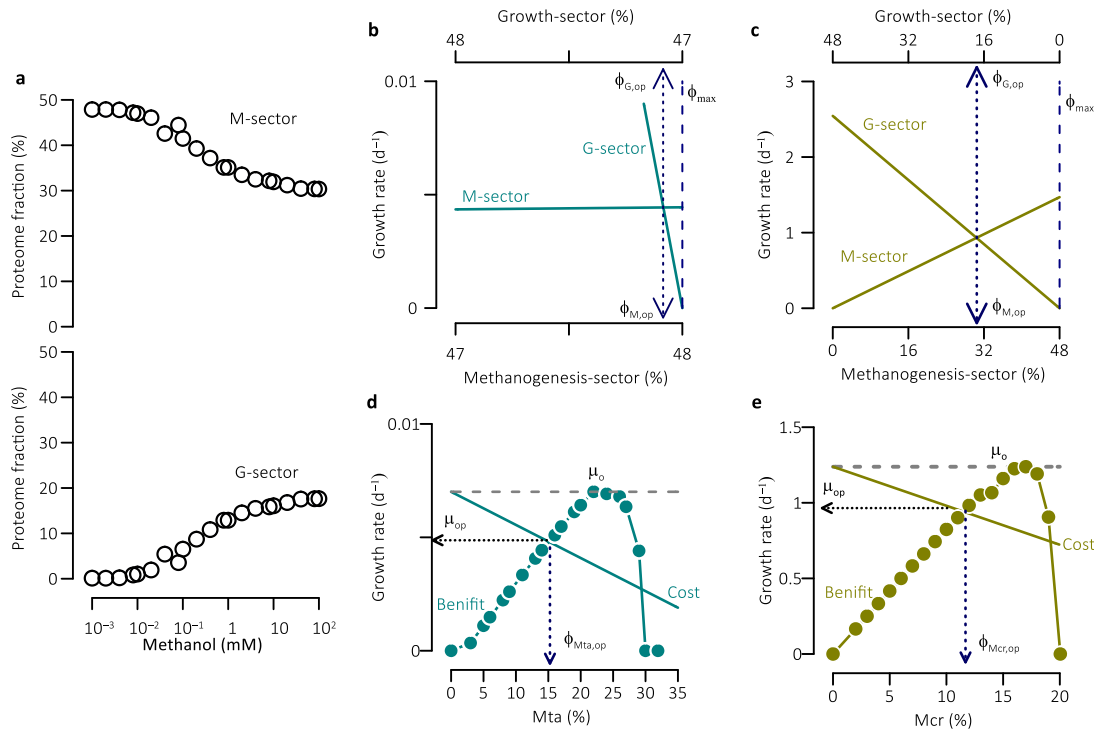 a
Proteome fraction (%)
50
40
30
20
10
0
M-sector
Proteome fraction (%)
50
40
30
20
10
0
G-sector
10⁻³ 10⁻² 10⁻¹ 1 10 10²
Methanol (mM)
b
Growth-sector (%)
48 47
ϕG,op
ϕmax
0.01
0
Growth rate (d⁻¹)
G-sector
M-sector
ϕM,op
47 48
Methanogenesis-sector (%)
c
Growth-sector (%)
48 32 16 0
ϕG,op
ϕmax
3
2
1
0
Growth rate (d⁻¹)
G-sector
M-sector
ϕM,op
0 16 32 48
Methanogenesis-sector (%)
d
0.01
0
Growth rate (d⁻¹)
μo
μop
Benifit
Cost
ϕMta,op
0 5 10 15 20 25 30 35
Mta (%)
e
1.5
1
0.5
0
Growth rate (d⁻¹)
μo
μop
Benifit
Cost
ϕMcr,op
0 5 10 15 20
Mcr (%)